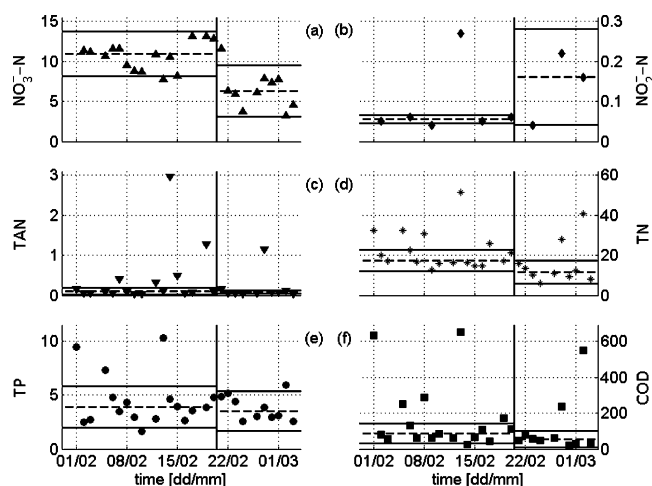 15
10
5
0
NO₃⁻–N
(a)
(b)
0.3
0.2
0.1
0
NO₂⁻–N
3
2
1
0
TAN
(c)
(d)
60
40
20
0
TN
10
5
0
TP
(e)
(f)
600
400
200
0
COD
01/02 08/02 15/02 22/02 01/03
time [dd/mm]
01/02 08/02 15/02 22/02 01/03
time [dd/mm]